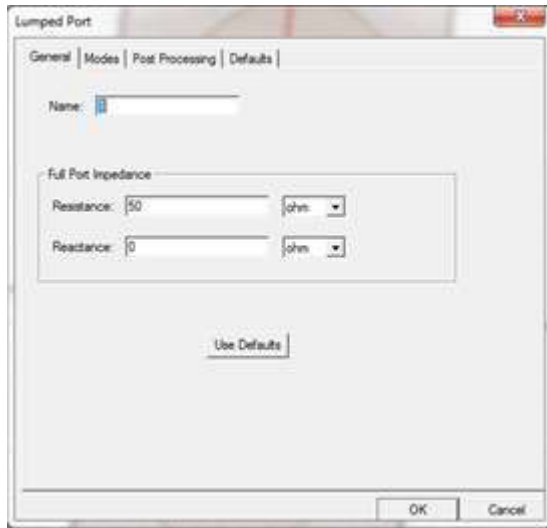 Lumped Port
General | Modes | Post Processing | Defaults |
Name:
Full Port Impedance
Resistance: 50 ohm
Reactance: 0 ohm
Use Defaults
OK Cancel